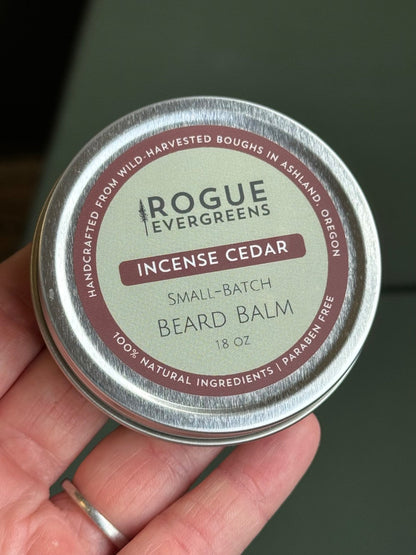 HANDCRAFTED FROM WILD-HARVESTED BOUGHS IN ASHLAND, OREGON
ROGUE
EVERGREENS
INCENSE CEDAR
SMALL-BATCH
BEARD BALM
1.8 OZ
100% NATURAL INGREDIENTS | PARABEN FREE